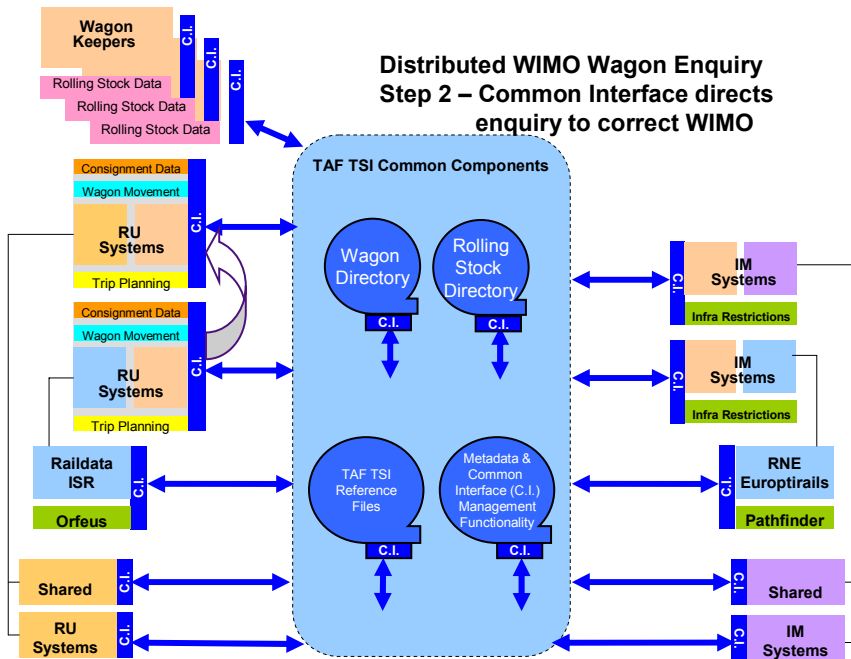 Wagon
Keepers
C.I.
C.I.
C.I.
Rolling Stock Data
Rolling Stock Data
Rolling Stock Data
Distributed WIMO Wagon Enquiry
Step 2 – Common Interface directs
enquiry to correct WIMO
TAF TSI Common Components
Consignment Data
Wagon Movement
RU
Systems
C.I.
Trip Planning
Consignment Data
Wagon Movement
RU
Systems
C.I.
Trip Planning
Raildata
ISR
C.I.
Orfeus
Shared
C.I.
RU
Systems
C.I.
Wagon
Directory
C.I.
Rolling
Stock
Directory
C.I.
TAF TSI
Reference
Files
C.I.
Metadata &
Common
Interface (C.I.)
Management
Functionality
C.I.
C.I.
IM
Systems
Infra Restrictions
C.I.
IM
Systems
Infra Restrictions
C.I.
RNE
Europtirails
Pathfinder
C.I.
Shared
C.I.
IM
Systems